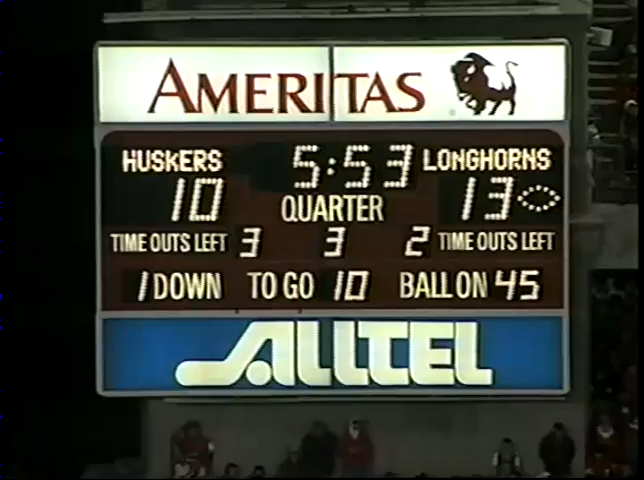 AMERITAS
HUSKERS 5:53 LONGHORNS
10 QUARTER 13
TIME OUTS LEFT 3 3 2 TIME OUTS LEFT
1 DOWN TO GO 10 BALL ON 45
ALLTEL